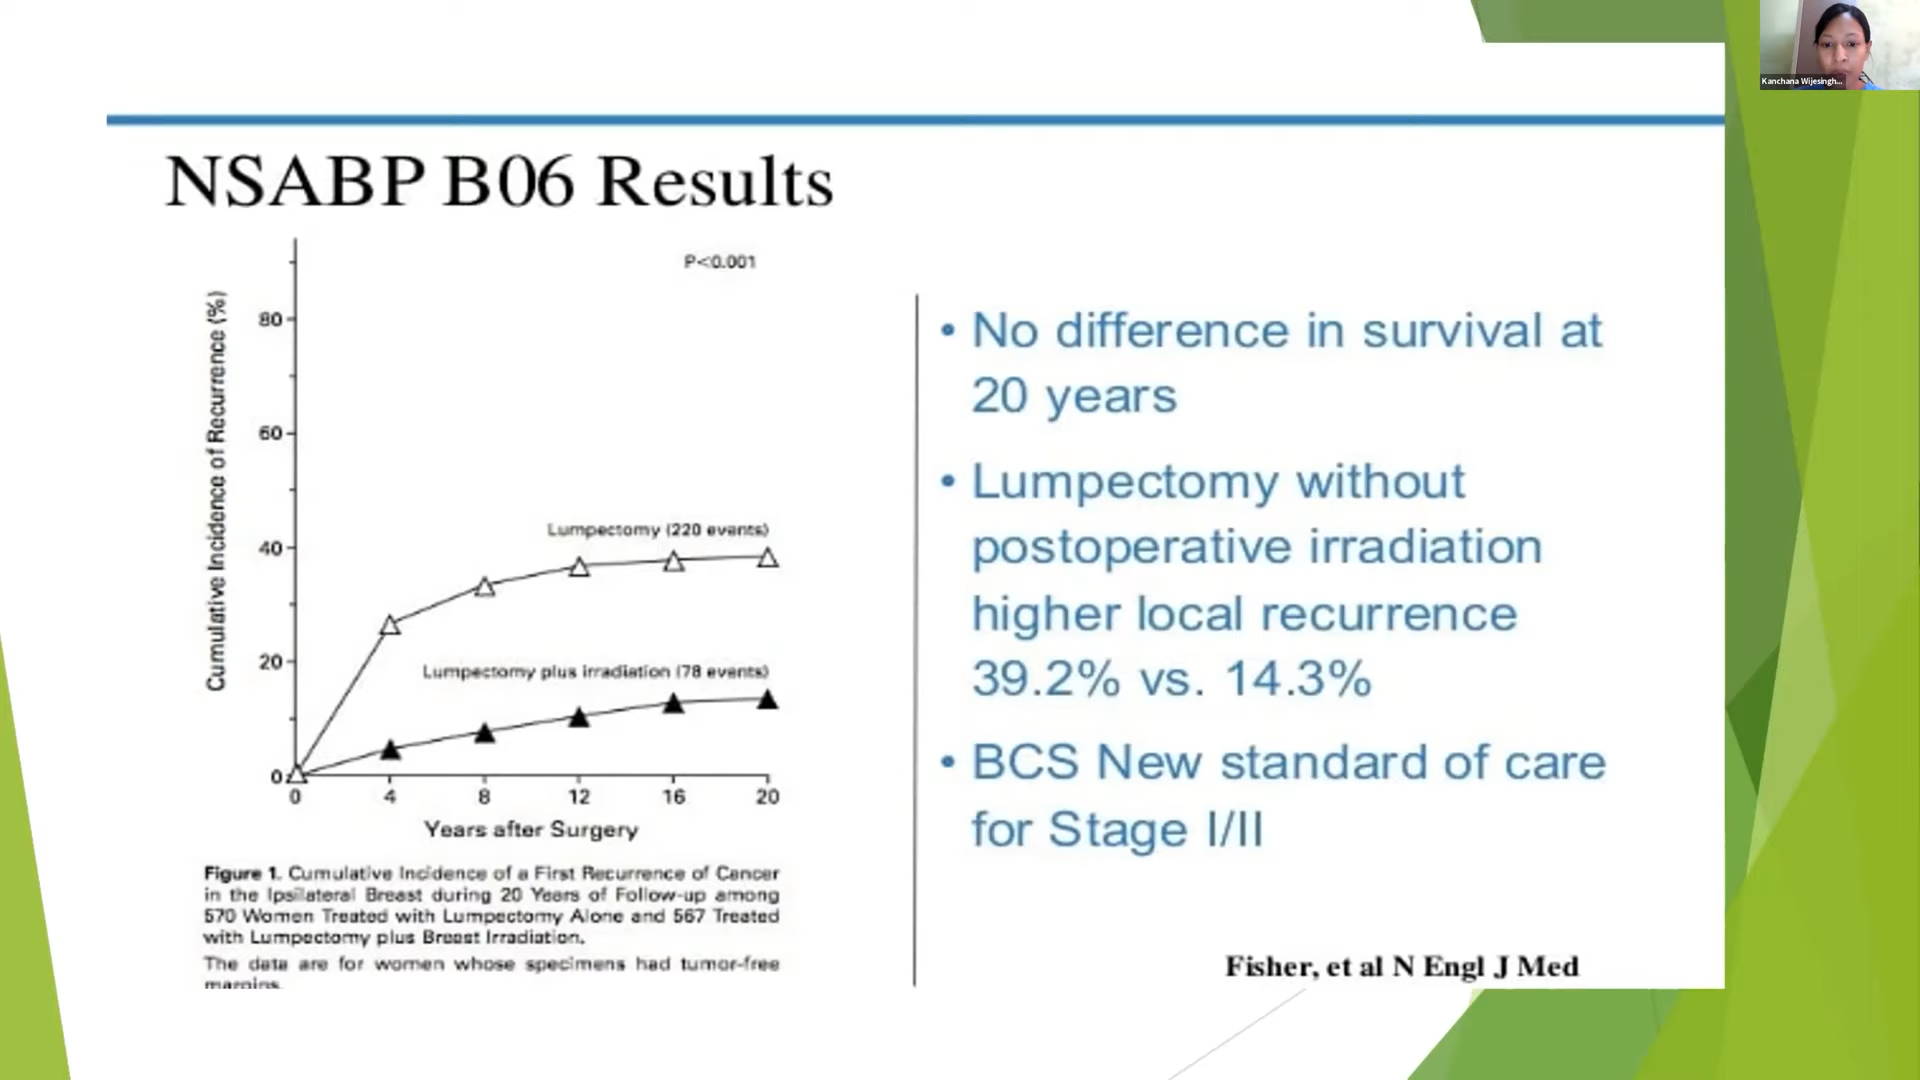 Kanchana Wijesingh...
NSABP B06 Results
P<0.001
Cumulative Incidence of Recurrence (%)
80
60
40
20
0
Lumpectomy (220 events)
Lumpectomy plus irradiation (78 events)
0 4 8 12 16 20
Years after Surgery
Figure 1. Cumulative Incidence of a First Recurrence of Cancer
in the Ipsilateral Breast during 20 Years of Follow-up among
570 Women Treated with Lumpectomy Alone and 567 Treated
with Lumpectomy plus Breast Irradiation.
The data are for women whose specimens had tumor-free
margins.
• No difference in survival at
20 years
• Lumpectomy without
postoperative irradiation
higher local recurrence
39.2% vs. 14.3%
• BCS New standard of care
for Stage I/II
Fisher, et al N Engl J Med